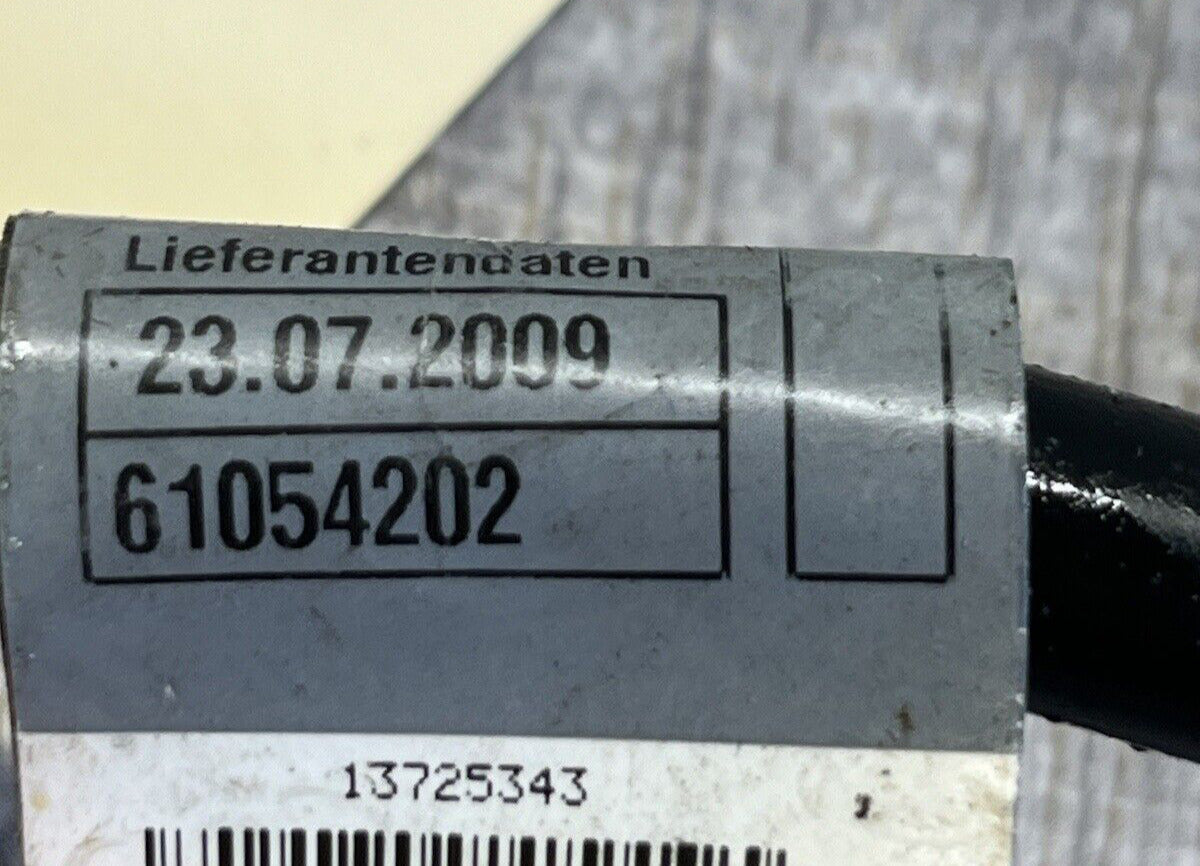 Lieferantendaten
23.07.2009
61054202
13725343